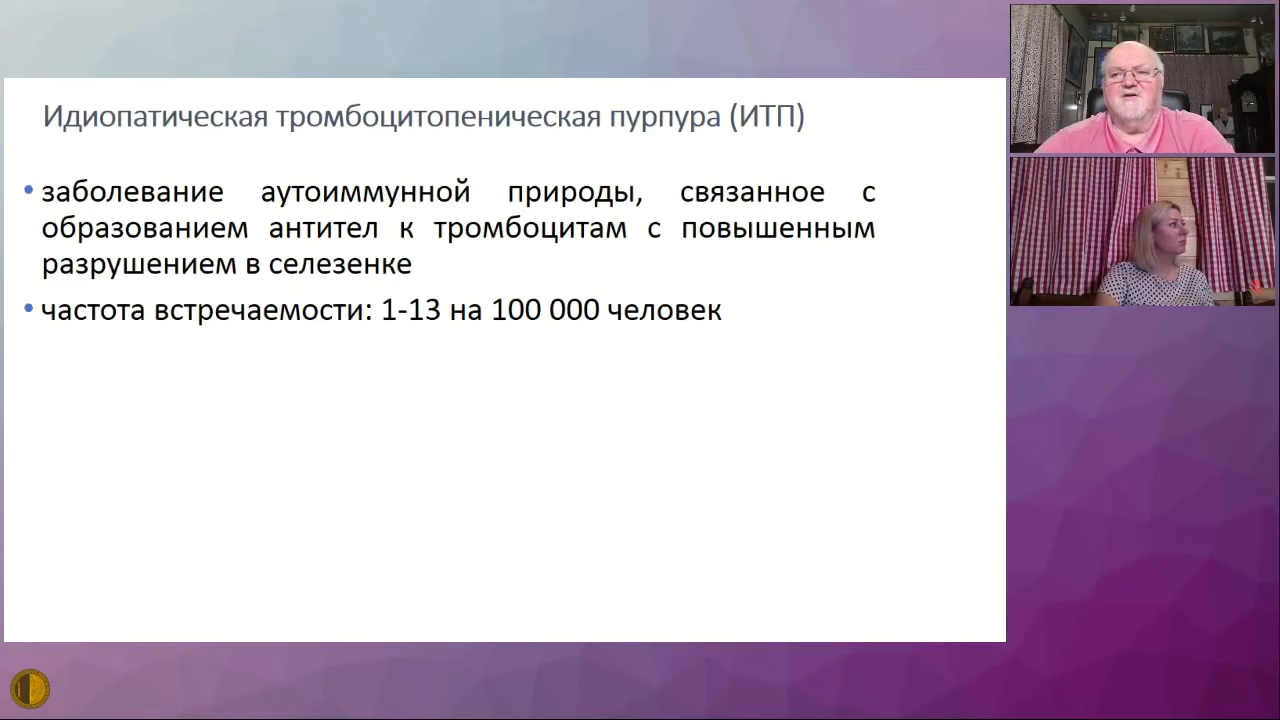 Идиопатическая тромбоцитопеническая пурпура (ИТП)
• заболевание аутоиммунной природы, связанное с
образованием антител к тромбоцитам с повышенным
разрушением в селезенке
• частота встречаемости: 1-13 на 100 000 человек